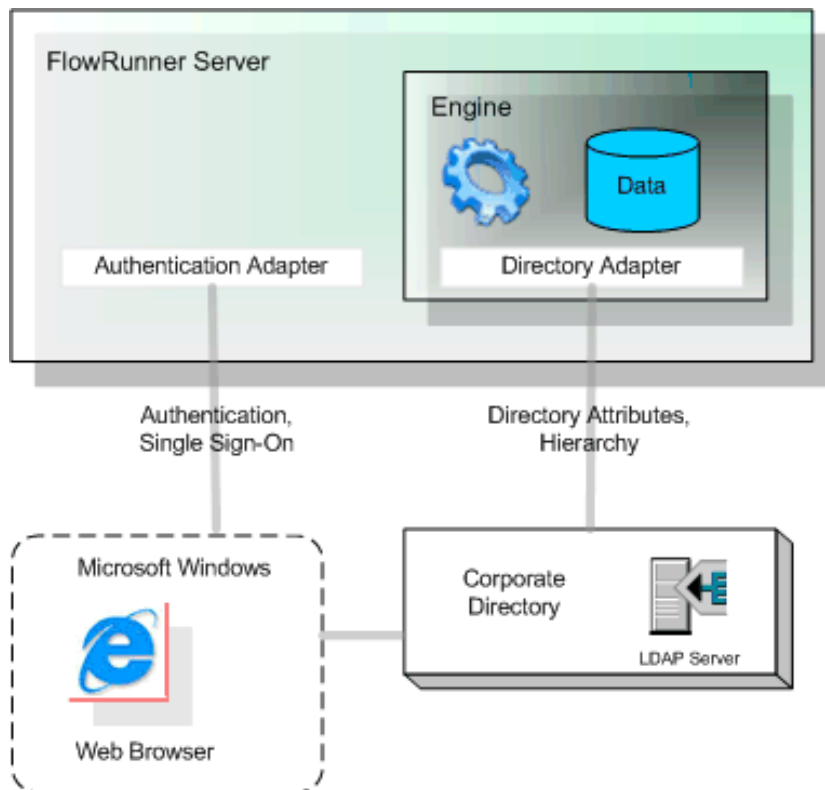 FlowRunner Server
Engine
Data
Authentication Adapter
Directory Adapter
Authentication,
Single Sign-On
Directory Attributes,
Hierarchy
Microsoft Windows
Web Browser
Corporate
Directory
LDAP Server